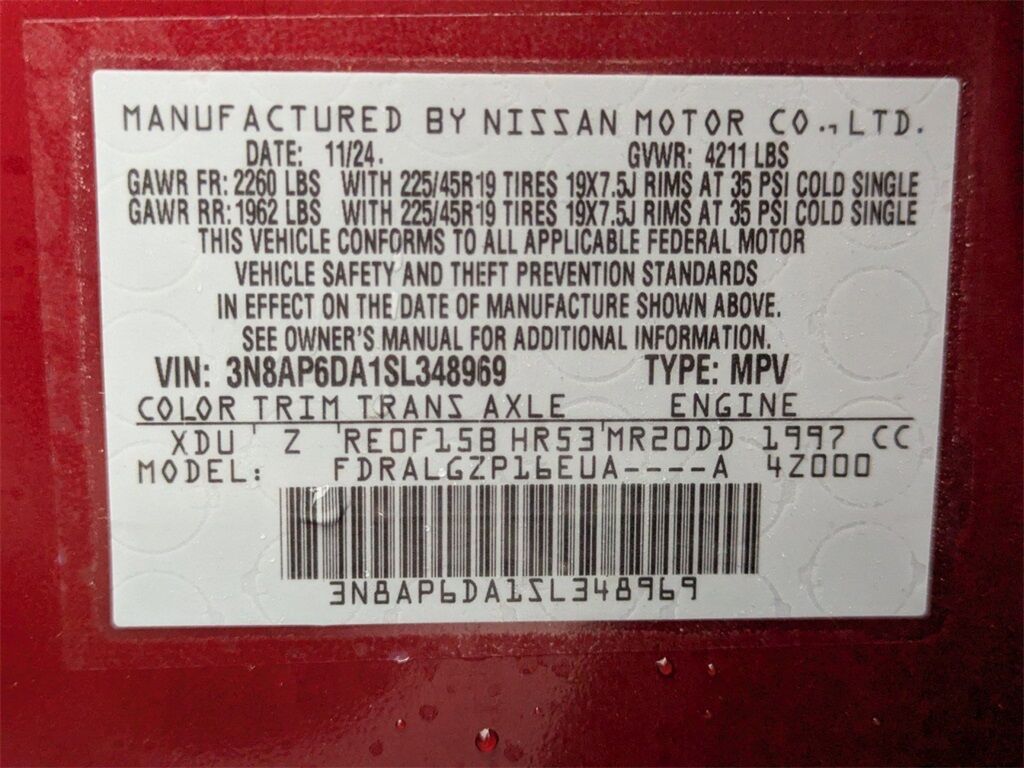 MANUFACTURED BY NISSAN MOTOR CO., LTD.
DATE: 11/24. GVWR: 4211 LBS
GAWR FR: 2260 LBS WITH 225/45R19 TIRES 19X7.5J RIMS AT 35 PSI COLD SINGLE
GAWR RR: 1962 LBS WITH 225/45R19 TIRES 19X7.5J RIMS AT 35 PSI COLD SINGLE
THIS VEHICLE CONFORMS TO ALL APPLICABLE FEDERAL MOTOR
VEHICLE SAFETY AND THEFT PREVENTION STANDARDS
IN EFFECT ON THE DATE OF MANUFACTURE SHOWN ABOVE.
SEE OWNER'S MANUAL FOR ADDITIONAL INFORMATION.
VIN: 3N8AP6DA1SL348969 TYPE: MPV
COLOR TRIM TRANS AXLE ENGINE
XDU Z RE0F15B HR53 MR20DD 1997 CC
MODEL: FDRALGZP16EUA----A 4Z000
3N8AP6DA1SL348969